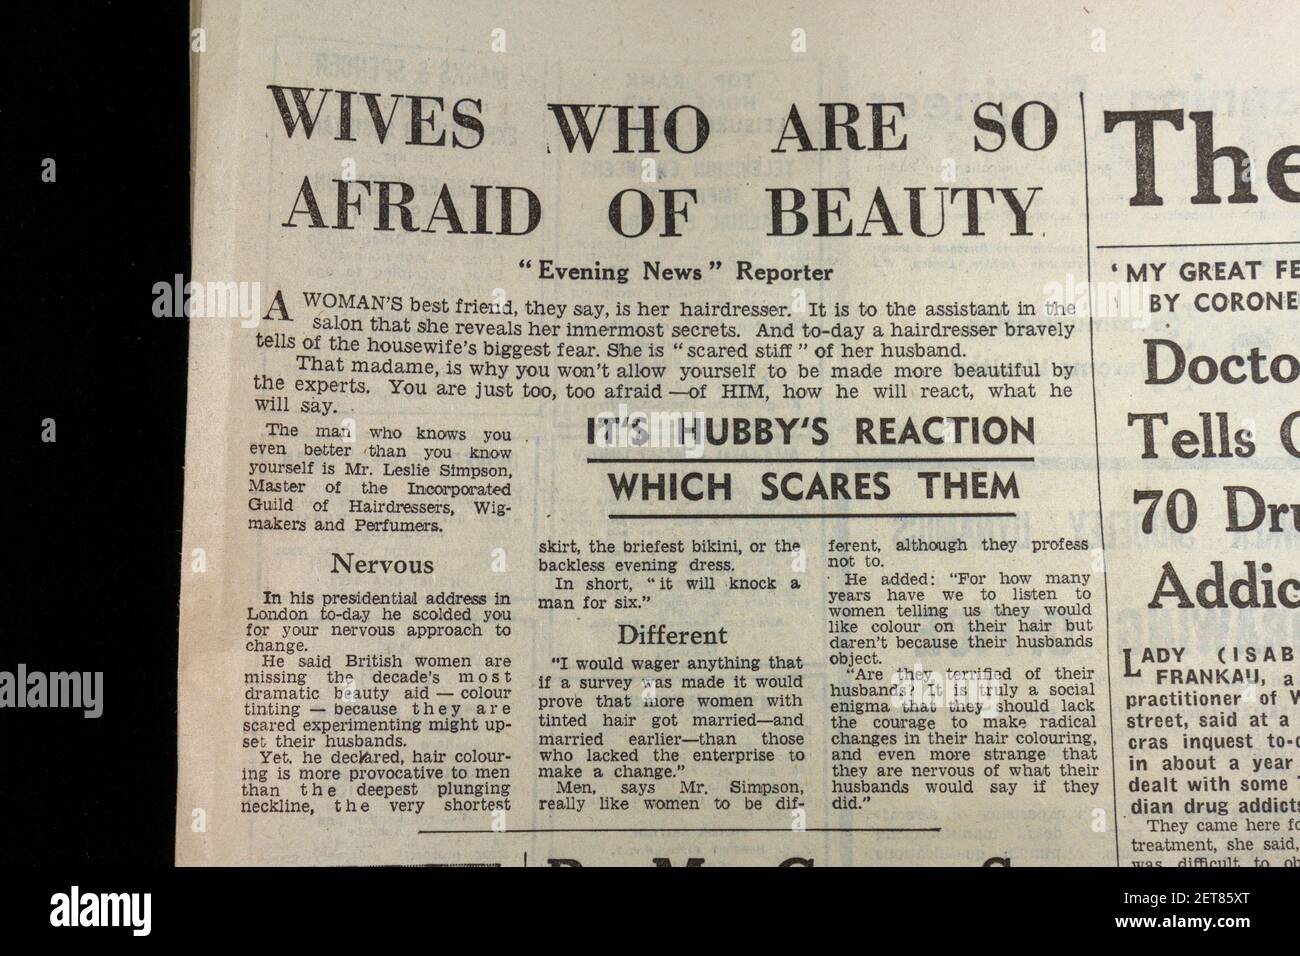 WIVES WHO ARE SO
AFRAID OF BEAUTY
"Evening News" Reporter
A WOMAN'S best friend, they say, is her hairdresser. It is to the assistant in the
salon that she reveals her innermost secrets. And to-day a hairdresser bravely
tells of the housewife's biggest fear. She is "scared stiff" of her husband.
That madame, is why you won't allow yourself to be made more beautiful by
the experts. You are just too, too afraid—of HIM, how he will react, what he
will say.
The man who knows you
even better than you know
yourself is Mr. Leslie Simpson,
Master of the Incorporated
Guild of Hairdressers, Wig-
makers and Perfumers.
Nervous
In his presidential address in
London to-day he scolded you
for your nervous approach to
change.
He said British women are
missing the decade's most
dramatic beauty aid — colour
tinting — because they are
scared experimenting might up-
set their husbands.
Yet, he declared, hair colour-
ing is more provocative to men
than the deepest plunging
neckline, the very shortest
IT'S HUBBY'S REACTION
WHICH SCARES THEM
skirt, the briefest bikini, or the
backless evening dress.
In short, "it will knock a
man for six."
Different
"I would wager anything that
if a survey was made it would
prove that more women with
tinted hair got married—and
married earlier—than those
who lacked the enterprise to
make a change."
Men, says Mr. Simpson,
really like women to be dif-
ferent, although they profess
not to.
He added: "For how many
years have we to listen to
women telling us they would
like colour on their hair but
daren't because their husbands
object.
"Are they terrified of their
husbands? It is truly a social
enigma that they should lack
the courage to make radical
changes in their hair colouring,
and even more strange that
they are nervous of what their
husbands would say if they
did."
The
'MY GREAT FE
BY CORONE
Docto
Tells
70 Dru
Addic
LADY (ISAB
FRANKAU, a
practitioner of W
street, said at a
cras inquest to-
in about a year
dealt with some
dian drug addicts
They came here fo
treatment, she said,
was difficult to ob
alamy
Image ID: 2ET85XT
www.alamy.com